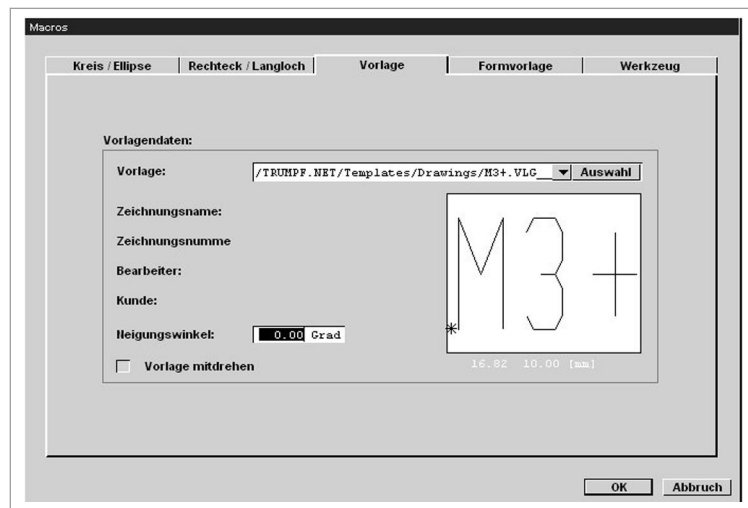 Macros
Kreis / Ellipse Rechteck / Langloch Vorlage Formvorlage Werkzeug
Vorlagendaten:
Vorlage: /TRUMPF.NET/Templates/Drawings/M3+.VLG__ Auswahl
Zeichnungsname:
Zeichnungsnumme
Bearbeiter:
Kunde:
Neigungswinkel: 0.00 Grad
M3+
Vorlage mitdrehen
16.82 10.00 [mm]
OK Abbruch